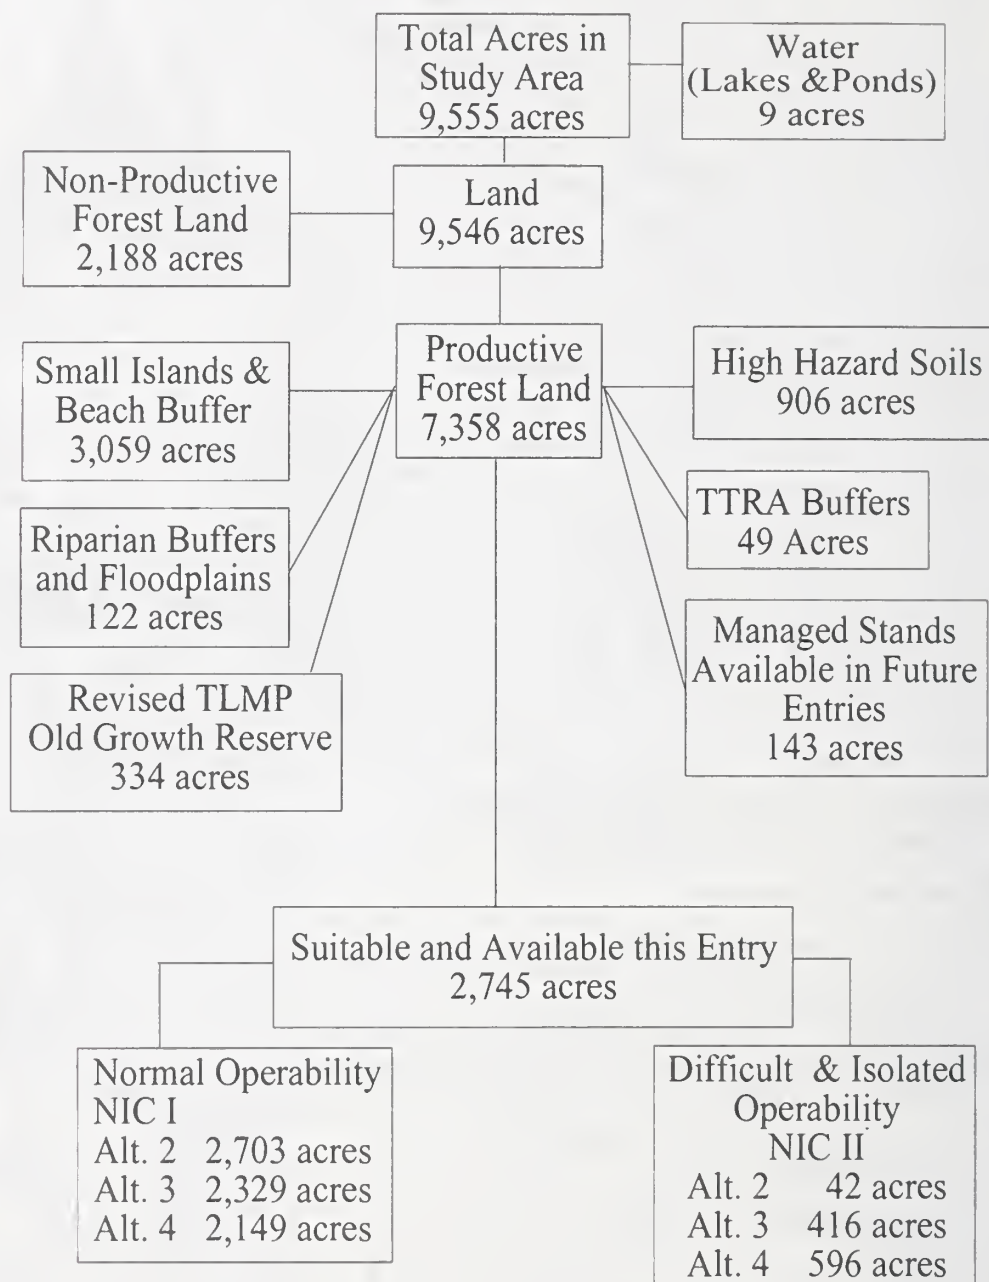 Total Acres in
Study Area
9,555 acres
Water
(Lakes &Ponds)
9 acres
Non-Productive
Forest Land
2,188 acres
Land
9,546 acres
Productive
Forest Land
7,358 acres
Small Islands &
Beach Buffer
3,059 acres
High Hazard Soils
906 acres
Riparian Buffers
and Floodplains
122 acres
TTRA Buffers
49 Acres
Revised TLMP
Old Growth Reserve
334 acres
Managed Stands
Available in Future
Entries
143 acres
Suitable and Available this Entry
2,745 acres
Normal Operability
NIC I
Alt. 2 2,703 acres
Alt. 3 2,329 acres
Alt. 4 2,149 acres
Difficult & Isolated
Operability
NIC II
Alt. 2 42 acres
Alt. 3 416 acres
Alt. 4 596 acres